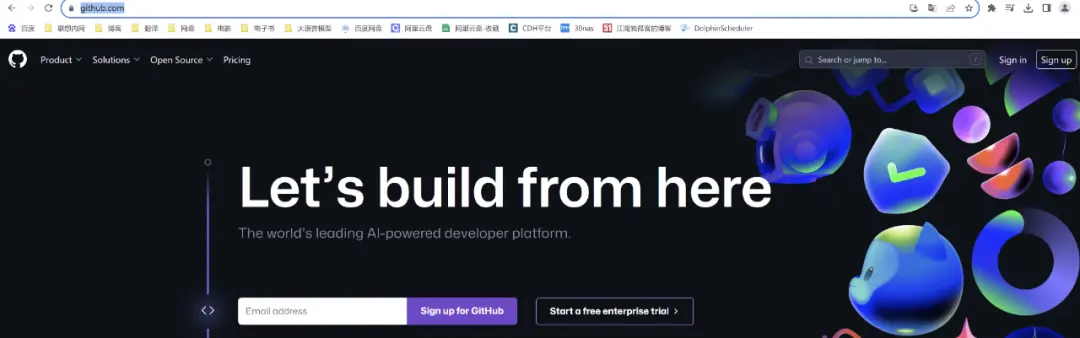 github.com
百度 联想内网 博客 翻译 网盘 电影 电子书 大语言模型 百度网盘 阿里云盘 阿里云盘-收藏 CDH平台 30nas 江湖独孤客的博客 DolphinScheduler
Product Solutions Open Source Pricing Search or jump to... / Sign in Sign up
Let's build from here
The world's leading AI-powered developer platform.
Email address Sign up for GitHub Start a free enterprise trial